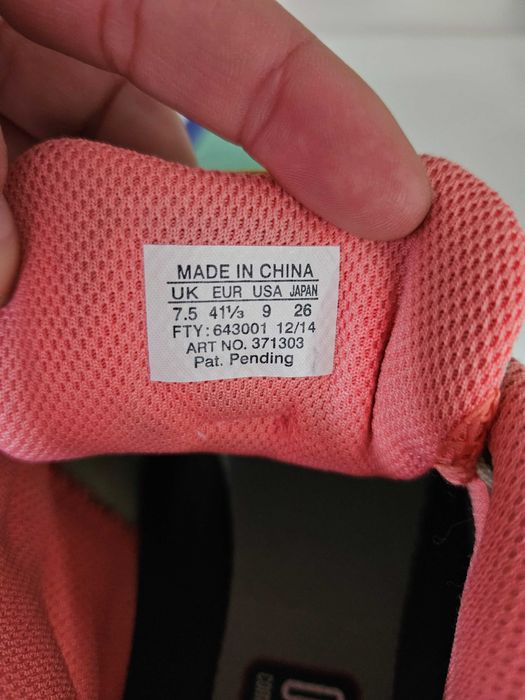 MADE IN CHINA
UK EUR USA JAPAN
7.5 41⅓ 9 26
FTY: 643001 12/14
ART NO. 371303
Pat. Pending